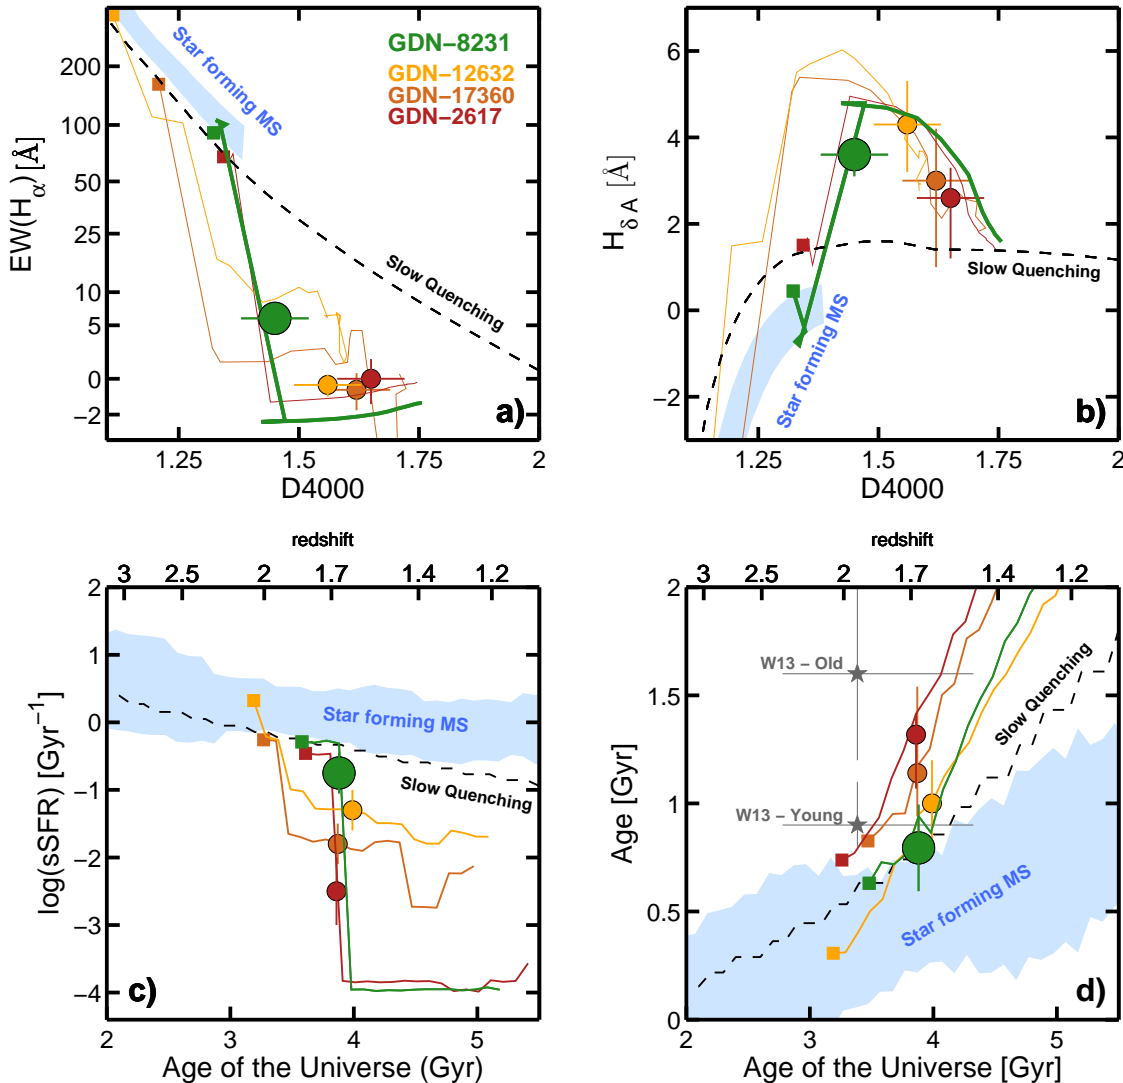 GDN−8231
GDN−12632
GDN−17360
GDN−2617
Star forming MS
Slow Quenching
a)
200
100
50
25
10
5
0
−2
EW(Hα) [Å]
1.25 1.5 1.75 2
D4000
6
4
2
0
−2
Hδ A [Å]
Slow Quenching
Star forming MS
b)
1.25 1.5 1.75 2
D4000
redshift
3 2.5 2 1.7 1.4 1.2
2
1
0
−1
−2
−3
−4
log(sSFR) [Gyr−1]
Star forming MS
Slow Quenching
c)
2 3 4 5
Age of the Universe (Gyr)
redshift
3 2.4 1.9 1.7 1.4 1.2
2
1.5
1
0.5
0
Age [Gyr]
W13 − Old
W13 − Young
Slow Quenching
Star forming MS
d)
2 3 4 5
Age of the Universe [Gyr]